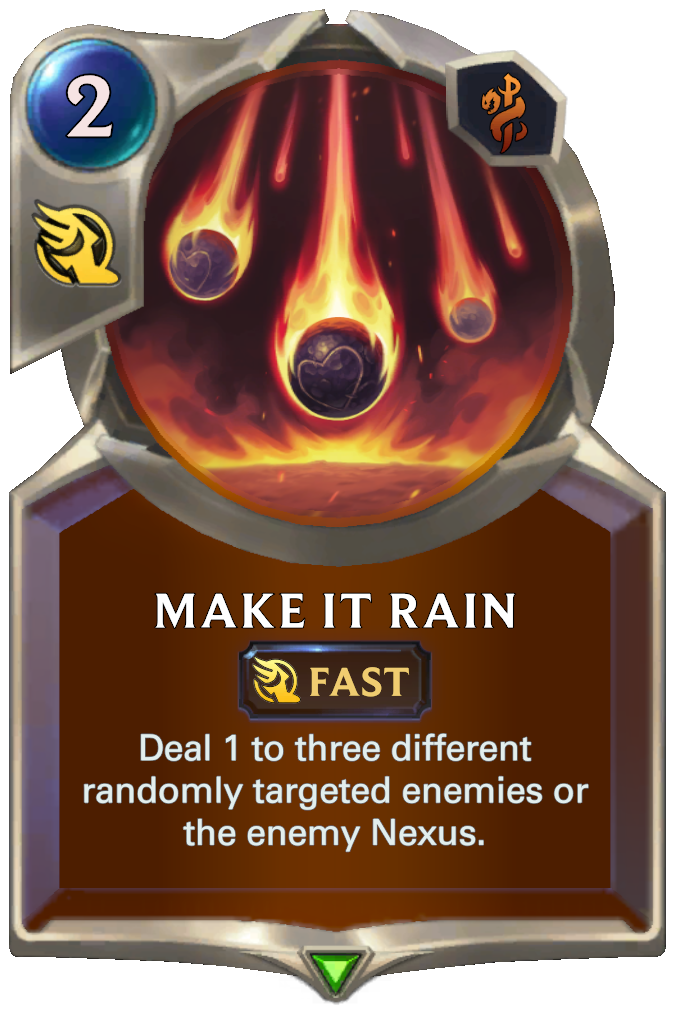 2
MAKE IT RAIN
FAST
Deal 1 to three different
randomly targeted enemies or
the enemy Nexus.